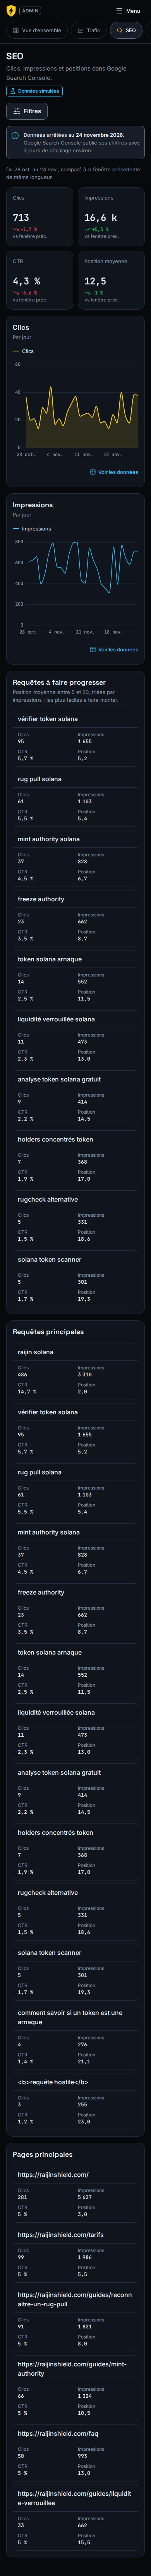 ADMIN
Menu
Vue d'ensemble
Trafic
SEO
SEO
Clics, impressions et positions dans Google
Search Console.
Données simulées
Filtres
Données arrêtées au 24 novembre 2026.
Google Search Console publie ses chiffres avec
3 jours de décalage environ.
Du 28 oct. au 24 nov., comparé à la fenêtre précédente
de même longueur.
Clics
713
-1,7 %
vs fenêtre préc.
Impressions
16,6 k
+5,2 %
vs fenêtre préc.
CTR
4,3 %
-6,6 %
vs fenêtre préc.
Position moyenne
12,5
-1 %
vs fenêtre préc.
Clics
Par jour
Clics
60
40
20
0
28 oct.
4 nov.
11 nov.
18 nov.
Voir les données
Impressions
Par jour
Impressions
800
600
400
200
0
28 oct.
4 nov.
11 nov.
18 nov.
Voir les données
Requêtes à faire progresser
Position moyenne entre 5 et 20, triées par
impressions : les plus faciles à faire monter.
vérifier token solana
Clics
Impressions
95
1 655
CTR
Position
5,7 %
5,2
rug pull solana
Clics
Impressions
61
1 103
CTR
Position
5,5 %
5,4
mint authority solana
Clics
Impressions
37
828
CTR
Position
4,5 %
6,7
freeze authority
Clics
Impressions
23
662
CTR
Position
3,5 %
8,7
token solana arnaque
Clics
Impressions
14
552
CTR
Position
2,5 %
11,5
liquidité verrouillée solana
Clics
Impressions
11
473
CTR
Position
2,3 %
13,0
analyse token solana gratuit
Clics
Impressions
9
414
CTR
Position
2,2 %
14,5
holders concentrés token
Clics
Impressions
7
368
CTR
Position
1,9 %
17,0
rugcheck alternative
Clics
Impressions
5
331
CTR
Position
1,5 %
18,6
solana token scanner
Clics
Impressions
5
301
CTR
Position
1,7 %
19,3
Requêtes principales
raijin solana
Clics
Impressions
486
3 310
CTR
Position
14,7 %
2,0
vérifier token solana
Clics
Impressions
95
1 655
CTR
Position
5,7 %
5,2
rug pull solana
Clics
Impressions
61
1 103
CTR
Position
5,5 %
5,4
mint authority solana
Clics
Impressions
37
828
CTR
Position
4,5 %
6,7
freeze authority
Clics
Impressions
23
662
CTR
Position
3,5 %
8,7
token solana arnaque
Clics
Impressions
14
552
CTR
Position
2,5 %
11,5
liquidité verrouillée solana
Clics
Impressions
11
473
CTR
Position
2,3 %
13,0
analyse token solana gratuit
Clics
Impressions
9
414
CTR
Position
2,2 %
14,5
holders concentrés token
Clics
Impressions
7
368
CTR
Position
1,9 %
17,0
rugcheck alternative
Clics
Impressions
5
331
CTR
Position
1,5 %
18,6
solana token scanner
Clics
Impressions
5
301
CTR
Position
1,7 %
19,3
comment savoir si un token est une
arnaque
Clics
Impressions
4
276
CTR
Position
1,4 %
21,1
<b>requête hostile</b>
Clics
Impressions
3
255
CTR
Position
1,2 %
23,0
Pages principales
https://raijinshield.com/
Clics
Impressions
281
5 627
CTR
Position
5 %
3,0
https://raijinshield.com/tarifs
Clics
Impressions
99
1 986
CTR
Position
5 %
5,5
https://raijinshield.com/guides/reconn
aitre-un-rug-pull
Clics
Impressions
91
1 821
CTR
Position
5 %
8,0
https://raijinshield.com/guides/mint-
authority
Clics
Impressions
66
1 324
CTR
Position
5 %
10,5
https://raijinshield.com/faq
Clics
Impressions
50
993
CTR
Position
5 %
13,0
https://raijinshield.com/guides/liquidit
e-verrouillee
Clics
Impressions
33
662
CTR
Position
5 %
15,5